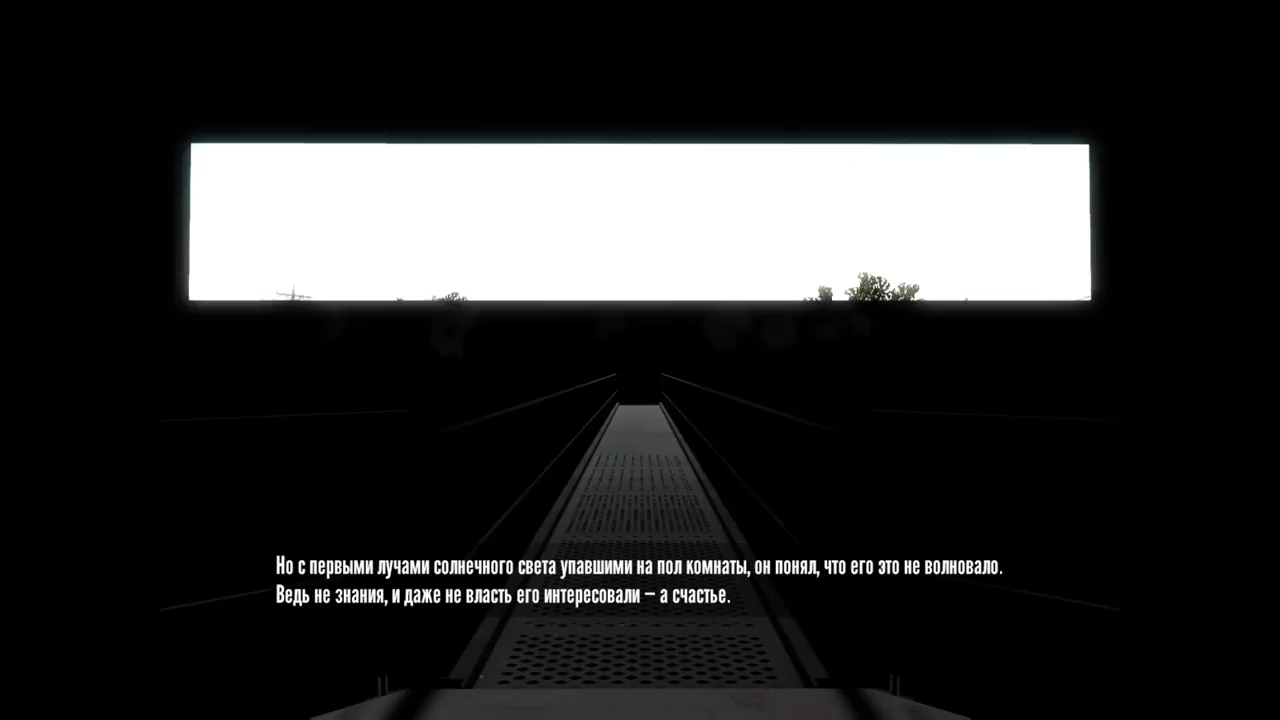 Но с первыми лучами солнечного света упавшими на пол комнаты, он понял, что его это не волновало.
Ведь не знания, и даже не власть его интересовали – а счастье.